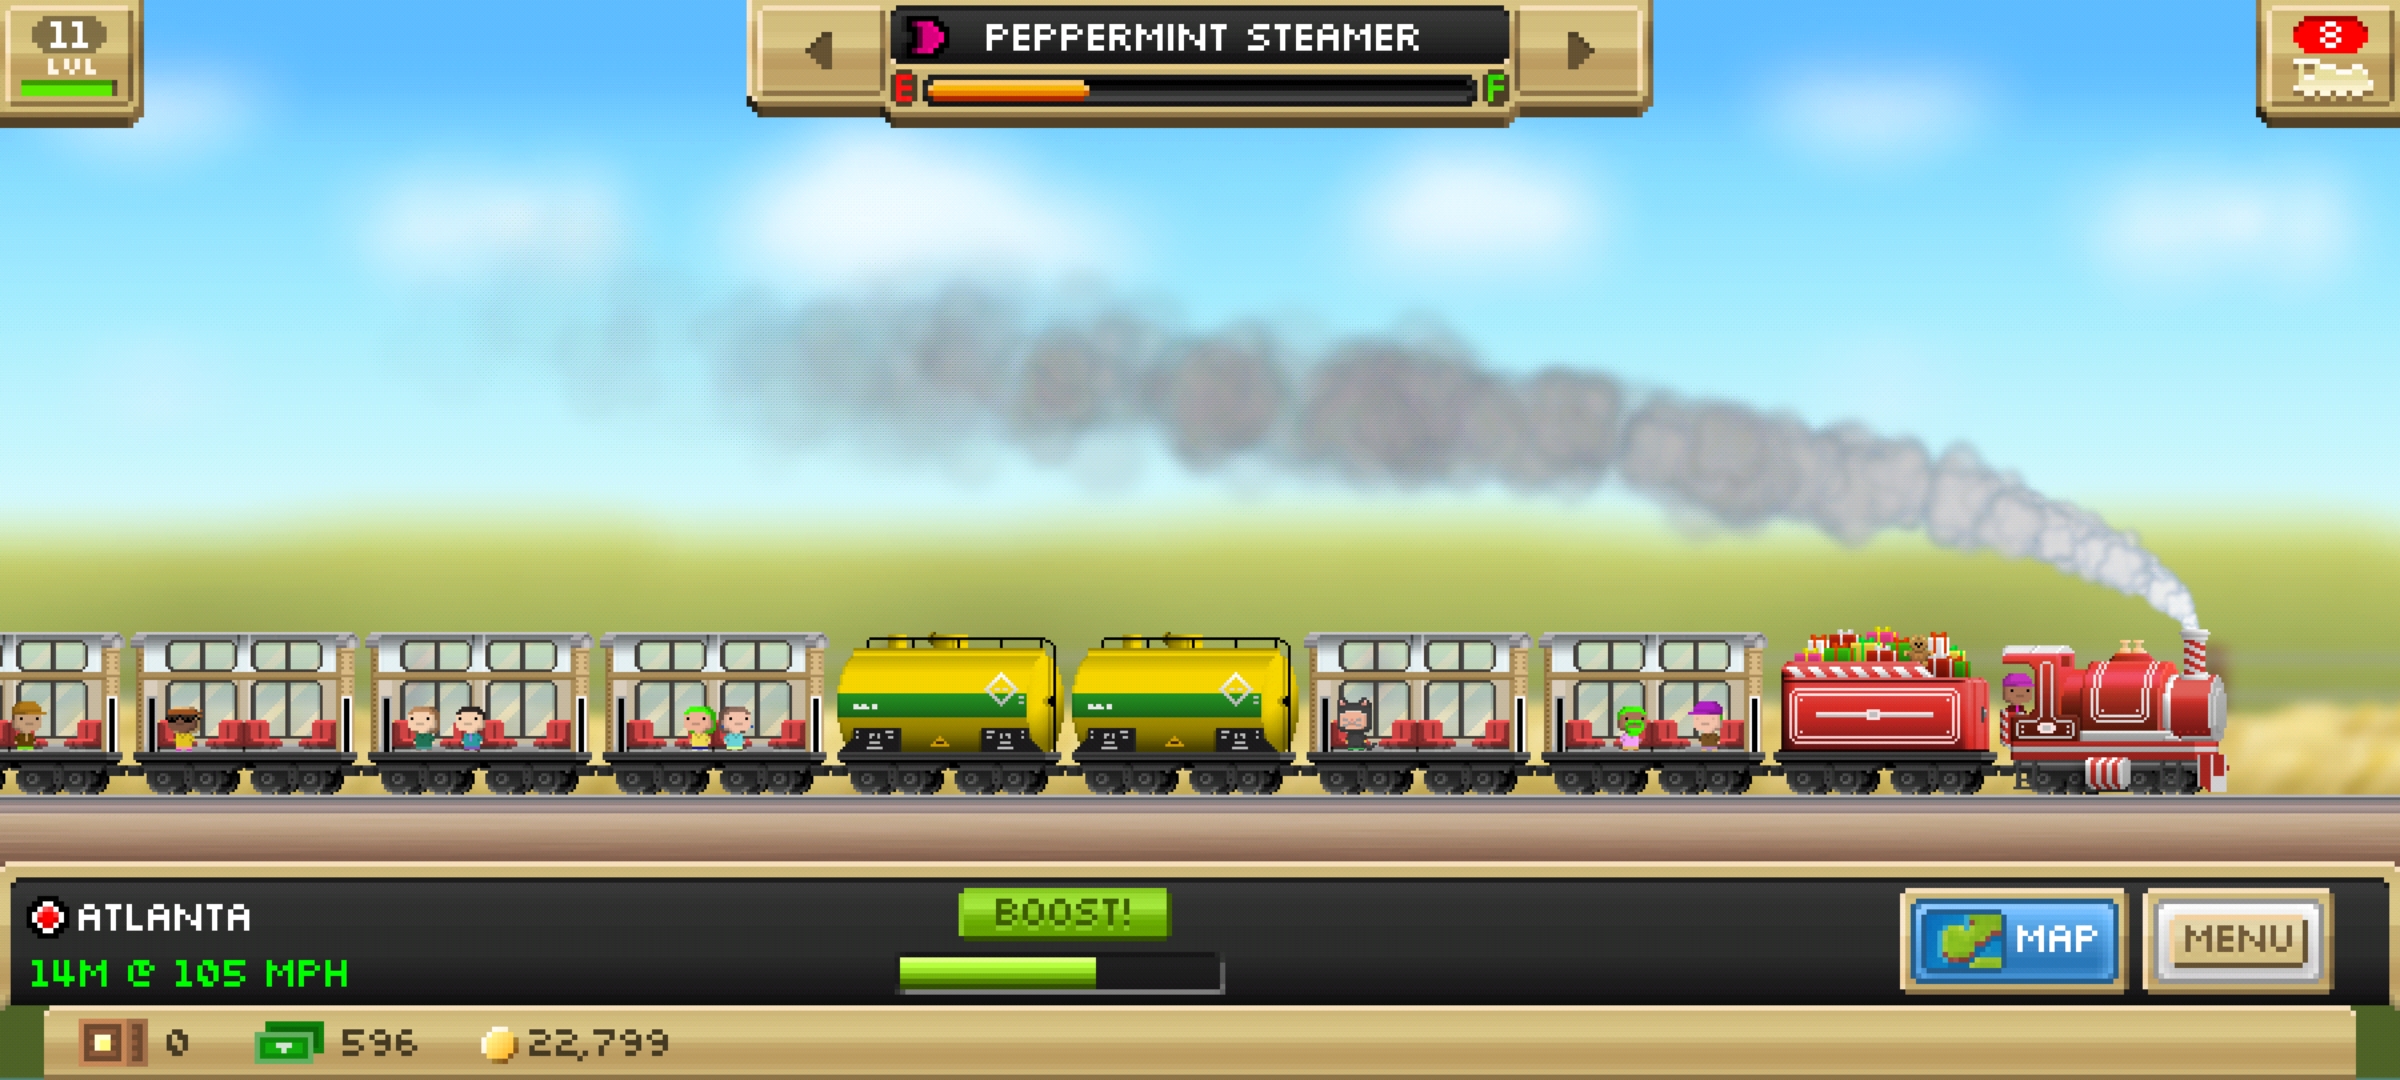 11
LVL
PEPPERMINT STEAMER
E F
8
ATLANTA
14M @ 105 MPH
BOOST!
MAP
MENU
0
596
22,799